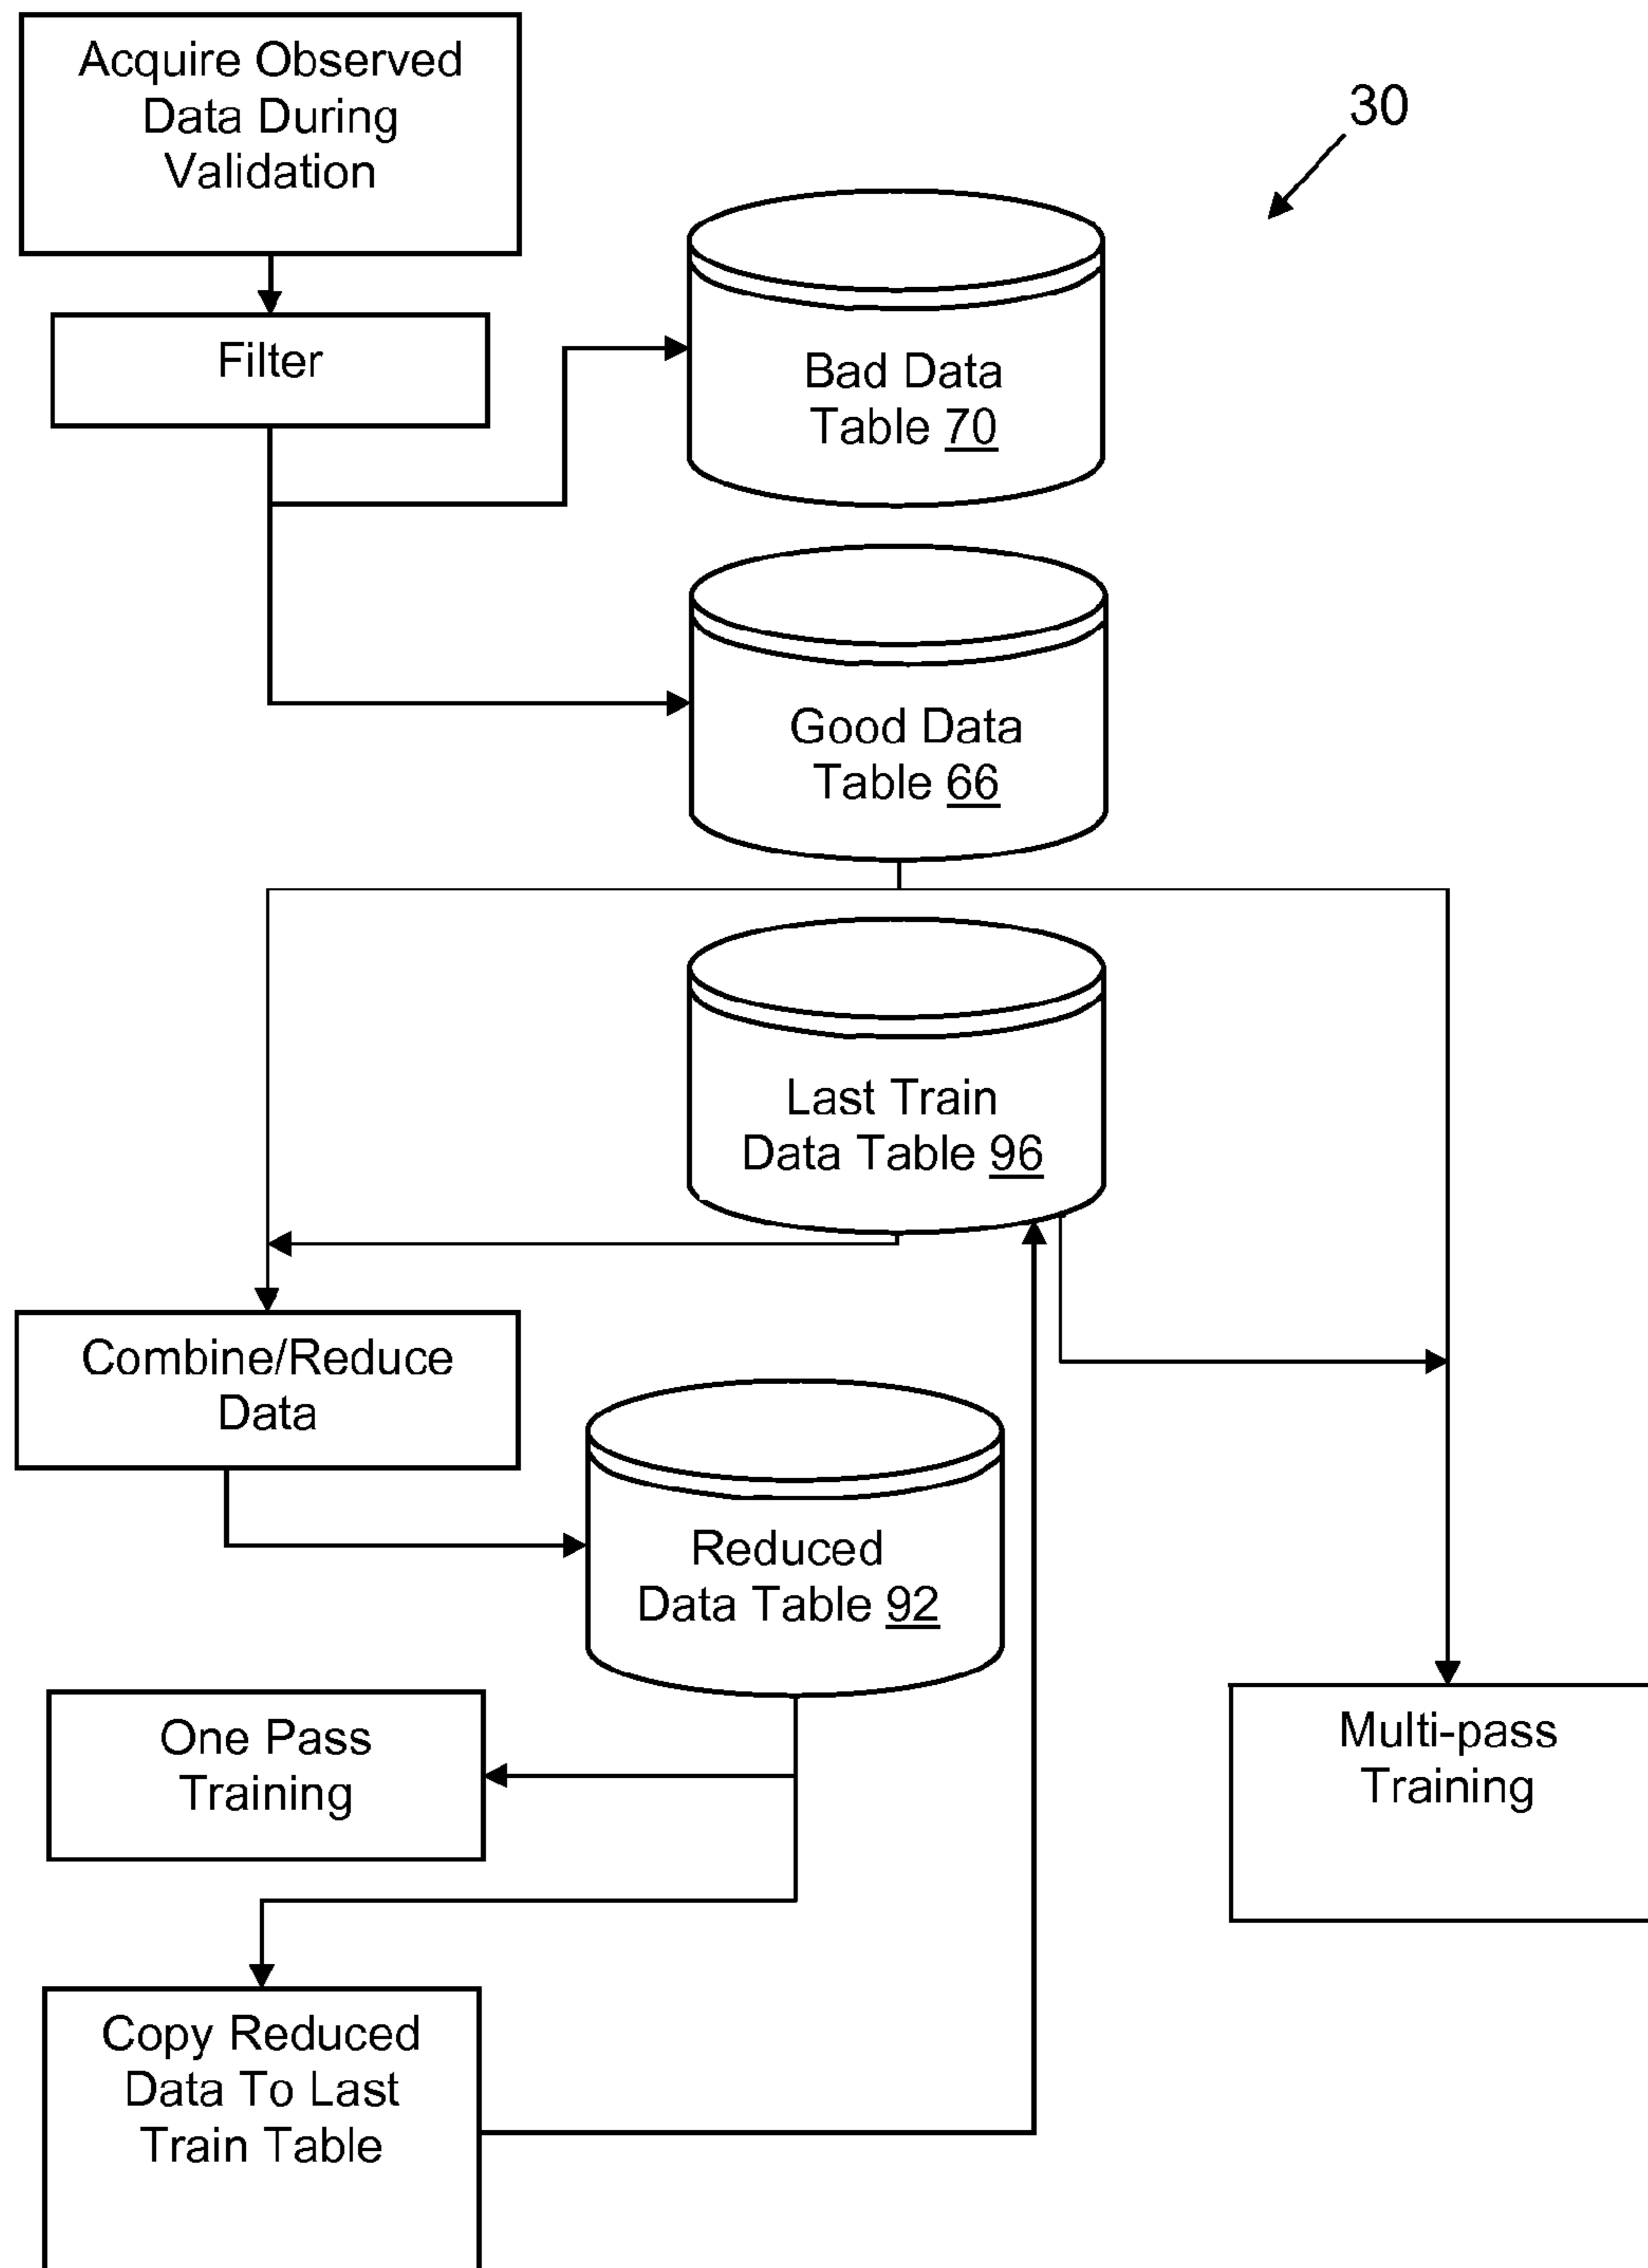 Acquire Observed
Data During
Validation
30
Filter
Bad Data
Table 70
Good Data
Table 66
Last Train
Data Table 96
Combine/Reduce
Data
Reduced
Data Table 92
One Pass
Training
Multi-pass
Training
Copy Reduced
Data To Last
Train Table